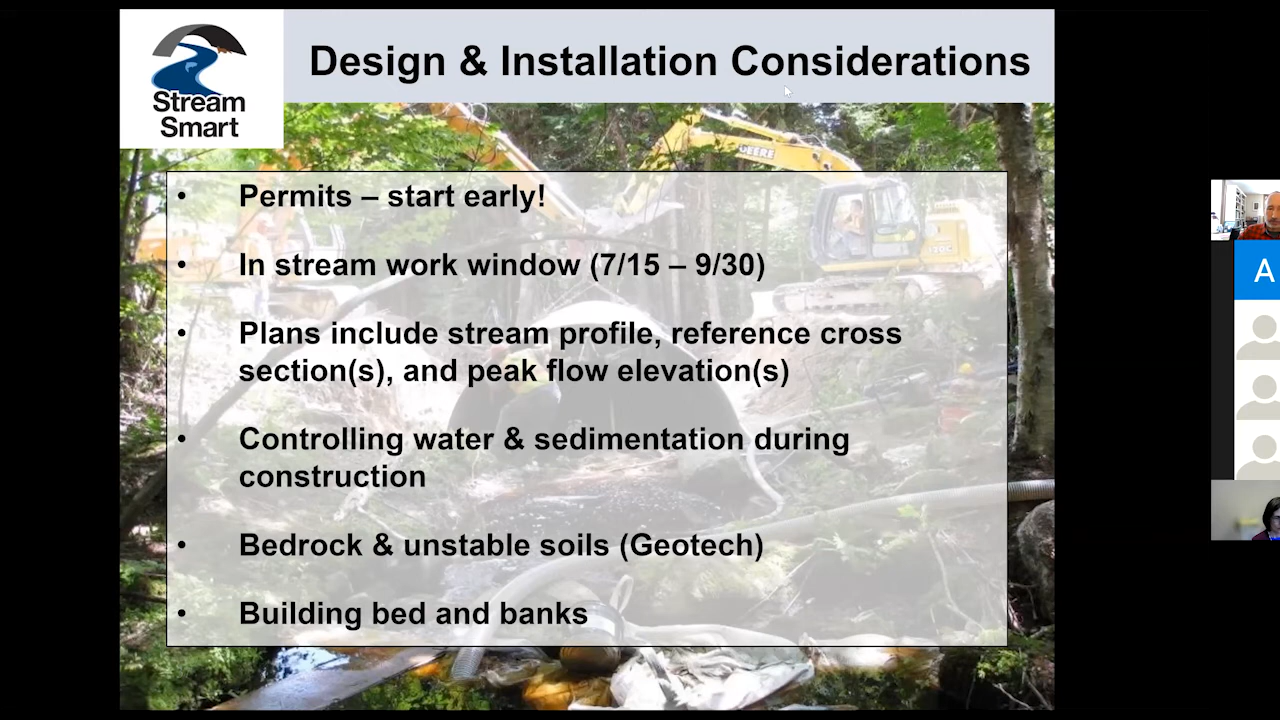 Stream
Smart
Design & Installation Considerations
DEERE
120C
• Permits – start early!
• In stream work window (7/15 – 9/30)
• Plans include stream profile, reference cross
section(s), and peak flow elevation(s)
• Controlling water & sedimentation during
construction
• Bedrock & unstable soils (Geotech)
• Building bed and banks
A